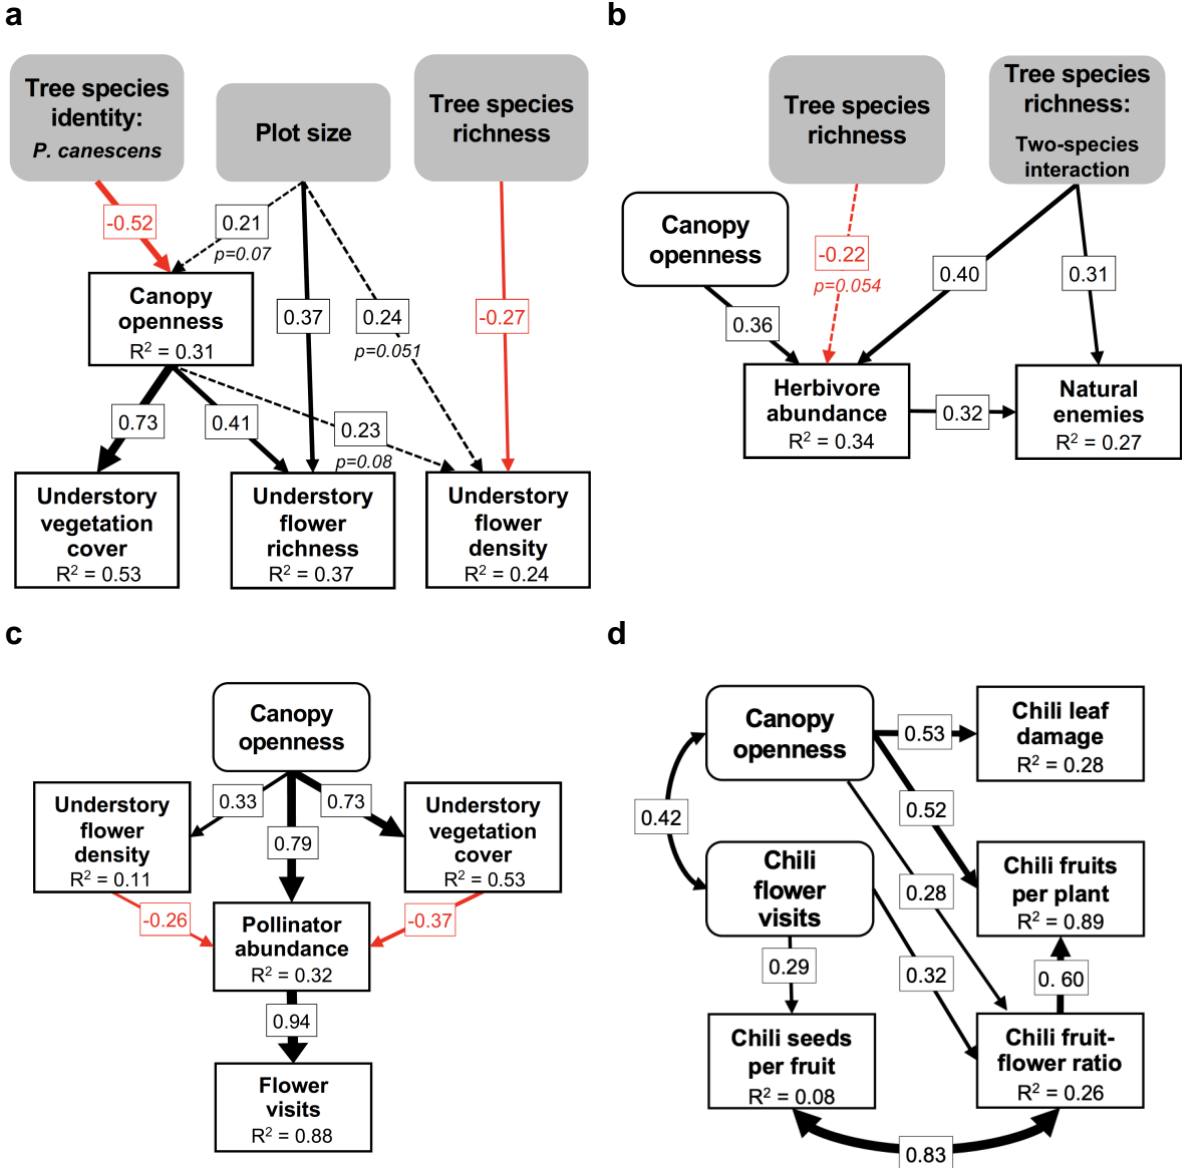 a
Tree species
identity:
P. canescens
Plot size
Tree species
richness
-0.52
0.21
p=0.07
Canopy
openness
R² = 0.31
0.37
0.24
p=0.051
-0.27
0.73
0.41
0.23
p=0.08
Understory
vegetation
cover
R² = 0.53
Understory
flower
richness
R² = 0.37
Understory
flower
density
R² = 0.24
b
Tree species
richness
Tree species
richness:
Two-species
interaction
Canopy
openness
-0.22
p=0.054
0.40
0.31
0.36
Herbivore
abundance
R² = 0.34
0.32
Natural
enemies
R² = 0.27
c
Canopy
openness
0.33
0.73
0.79
Understory
flower
density
R² = 0.11
Understory
vegetation
cover
R² = 0.53
-0.26
-0.37
Pollinator
abundance
R² = 0.32
0.94
Flower
visits
R² = 0.88
d
Canopy
openness
0.53
Chili leaf
damage
R² = 0.28
0.42
0.52
Chili
flower
visits
0.28
Chili fruits
per plant
R² = 0.89
0.29
0.32
0. 60
Chili seeds
per fruit
R² = 0.08
Chili fruit-
flower ratio
R² = 0.26
0.83